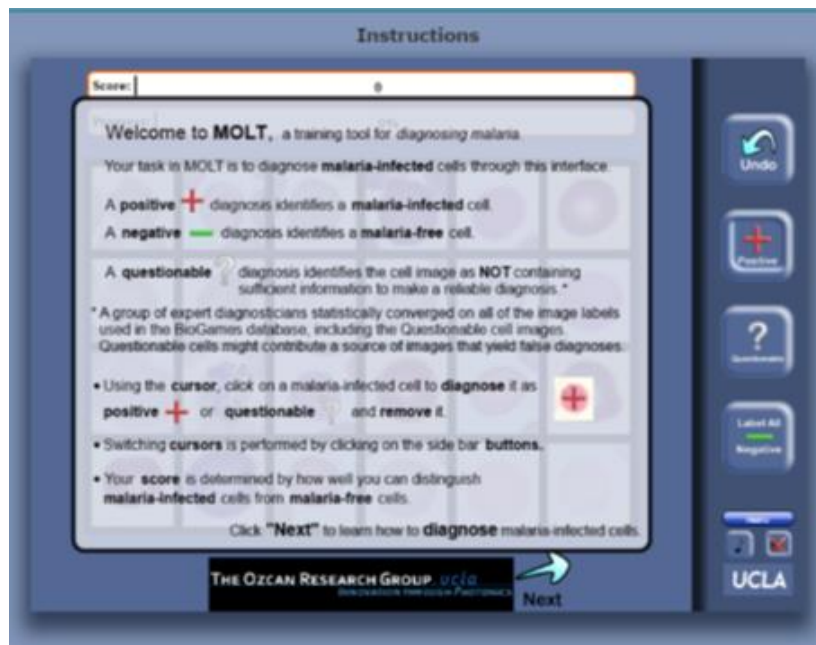 Instructions
Score: 0
Welcome to MOLT, a training tool for diagnosing malaria.
Your task in MOLT is to diagnose malaria-infected cells through this interface.
A positive + diagnosis identifies a malaria-infected cell.
A negative — diagnosis identifies a malaria-free cell.
A questionable ? diagnosis identifies the cell image as NOT containing
sufficient information to make a reliable diagnosis. *
* A group of expert diagnosticians statistically converged on all of the image labels
used in the BioGames database, including the Questionable cell images.
Questionable cells might contribute a source of images that yield false diagnoses.
• Using the cursor, click on a malaria-infected cell to diagnose it as
positive + or questionable ? and remove it.
• Switching cursors is performed by clicking on the side bar buttons.
• Your score is determined by how well you can distinguish
malaria-infected cells from malaria-free cells.
Click "Next" to learn how to diagnose malaria-infected cells.
THE OZCAN RESEARCH GROUP ucla
INNOVATION THROUGH PHOTONICS
Next
Undo
Positive
?
Questionable
Label All
Negative
UCLA